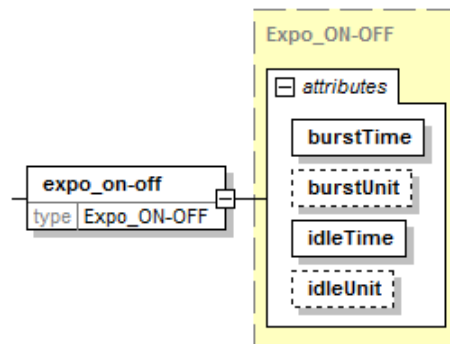 Expo_ON-OFF
attributes
burstTime
burstUnit
idleTime
idleUnit
expo_on-off
type Expo_ON-OFF